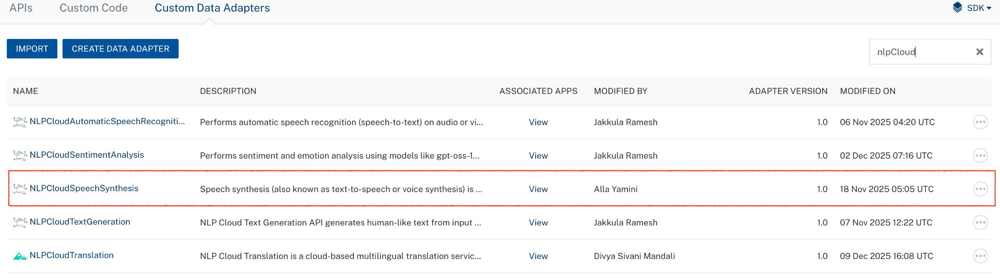 APIs Custom Code Custom Data Adapters SDK
IMPORT CREATE DATA ADAPTER nlpCloud
NAME DESCRIPTION ASSOCIATED APPS MODIFIED BY ADAPTER VERSION MODIFIED ON
NLPCloudAutomaticSpeechRecogniti... Performs automatic speech recognition (speech-to-text) on audio or vi... View Jakkula Ramesh 1.0 06 Nov 2025 04:20 UTC
NLPCloudSentimentAnalysis Performs sentiment and emotion analysis using models like gpt-oss-1... View Jakkula Ramesh 1.0 02 Dec 2025 07:16 UTC
NLPCloudSpeechSynthesis Speech synthesis (also known as text-to-speech or voice synthesis) is ... View Alla Yamini 1.0 18 Nov 2025 05:05 UTC
NLPCloudTextGeneration NLP Cloud Text Generation API generates human-like text from input ... View Jakkula Ramesh 1.0 07 Nov 2025 12:22 UTC
NLPCloudTranslation NLP Cloud Translation is a cloud-based multilingual translation servic... View Divya Sivani Mandali 1.0 09 Dec 2025 16:08 UTC